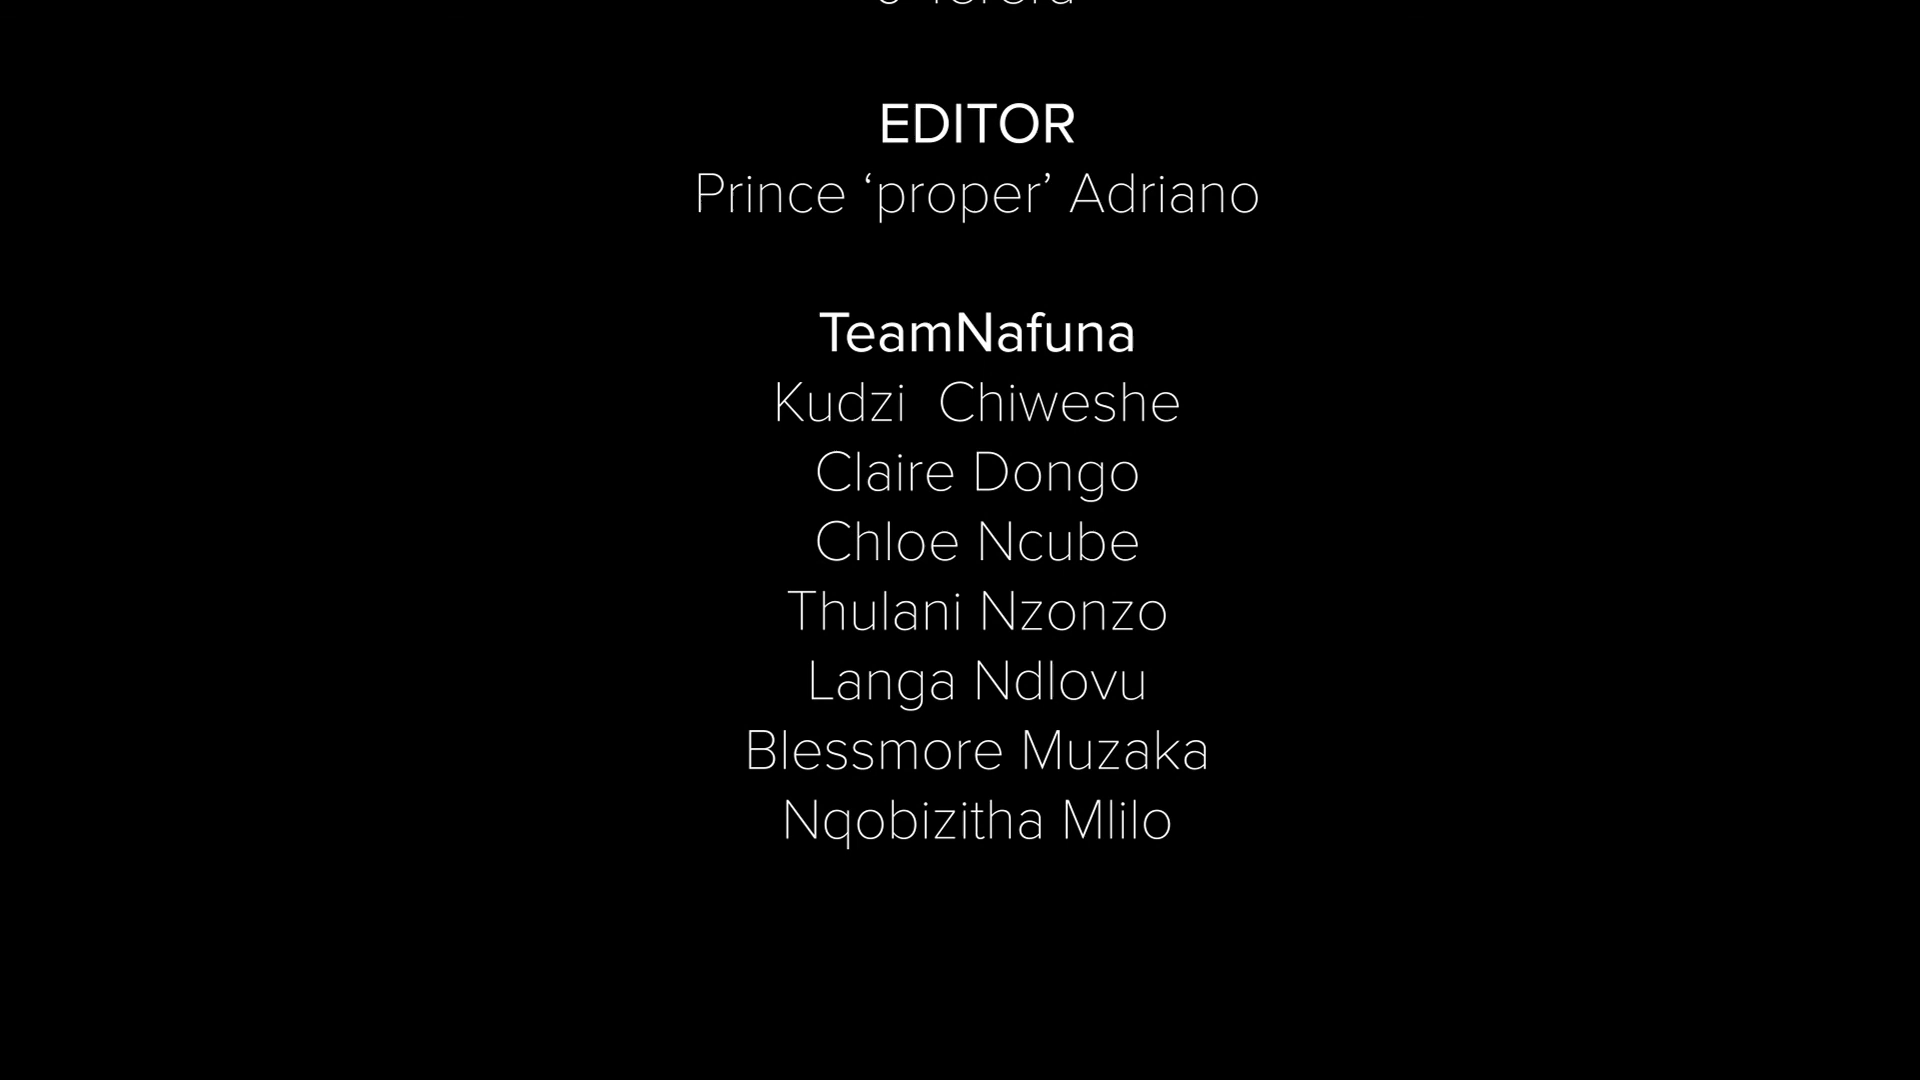 EDITOR
Prince ‘proper’ Adriano
TeamNafuna
Kudzi  Chiweshe
Claire Dongo
Chloe Ncube
Thulani Nzonzo
Langa Ndlovu
Blessmore Muzaka
Nqobizitha Mlilo